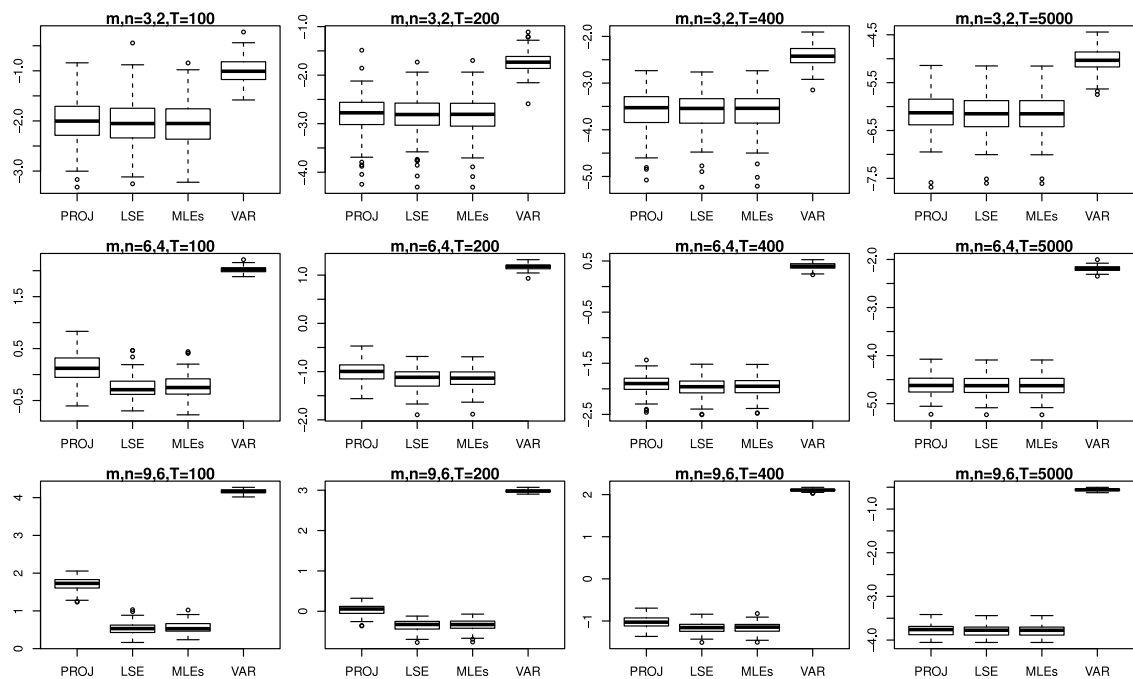 m,n=3,2,T=100
−3.0 −2.0 −1.0
PROJ LSE MLEs VAR
m,n=3,2,T=200
−4.0 −3.0 −2.0 −1.0
PROJ LSE MLEs VAR
m,n=3,2,T=400
−5.0 −4.0 −3.0 −2.0
PROJ LSE MLEs VAR
m,n=3,2,T=5000
−7.5 −6.5 −5.5 −4.5
PROJ LSE MLEs VAR
m,n=6,4,T=100
−0.5 0.5 1.5
PROJ LSE MLEs VAR
m,n=6,4,T=200
−2.0 −1.0 0.0 1.0
PROJ LSE MLEs VAR
m,n=6,4,T=400
−2.5 −1.5 −0.5 0.5
PROJ LSE MLEs VAR
m,n=6,4,T=5000
−5.0 −4.0 −3.0 −2.0
PROJ LSE MLEs VAR
m,n=9,6,T=100
0 1 2 3 4
PROJ LSE MLEs VAR
m,n=9,6,T=200
0 1 2 3
PROJ LSE MLEs VAR
m,n=9,6,T=400
−1 0 1 2
PROJ LSE MLEs VAR
m,n=9,6,T=5000
−4.0 −3.0 −2.0 −1.0
PROJ LSE MLEs VAR